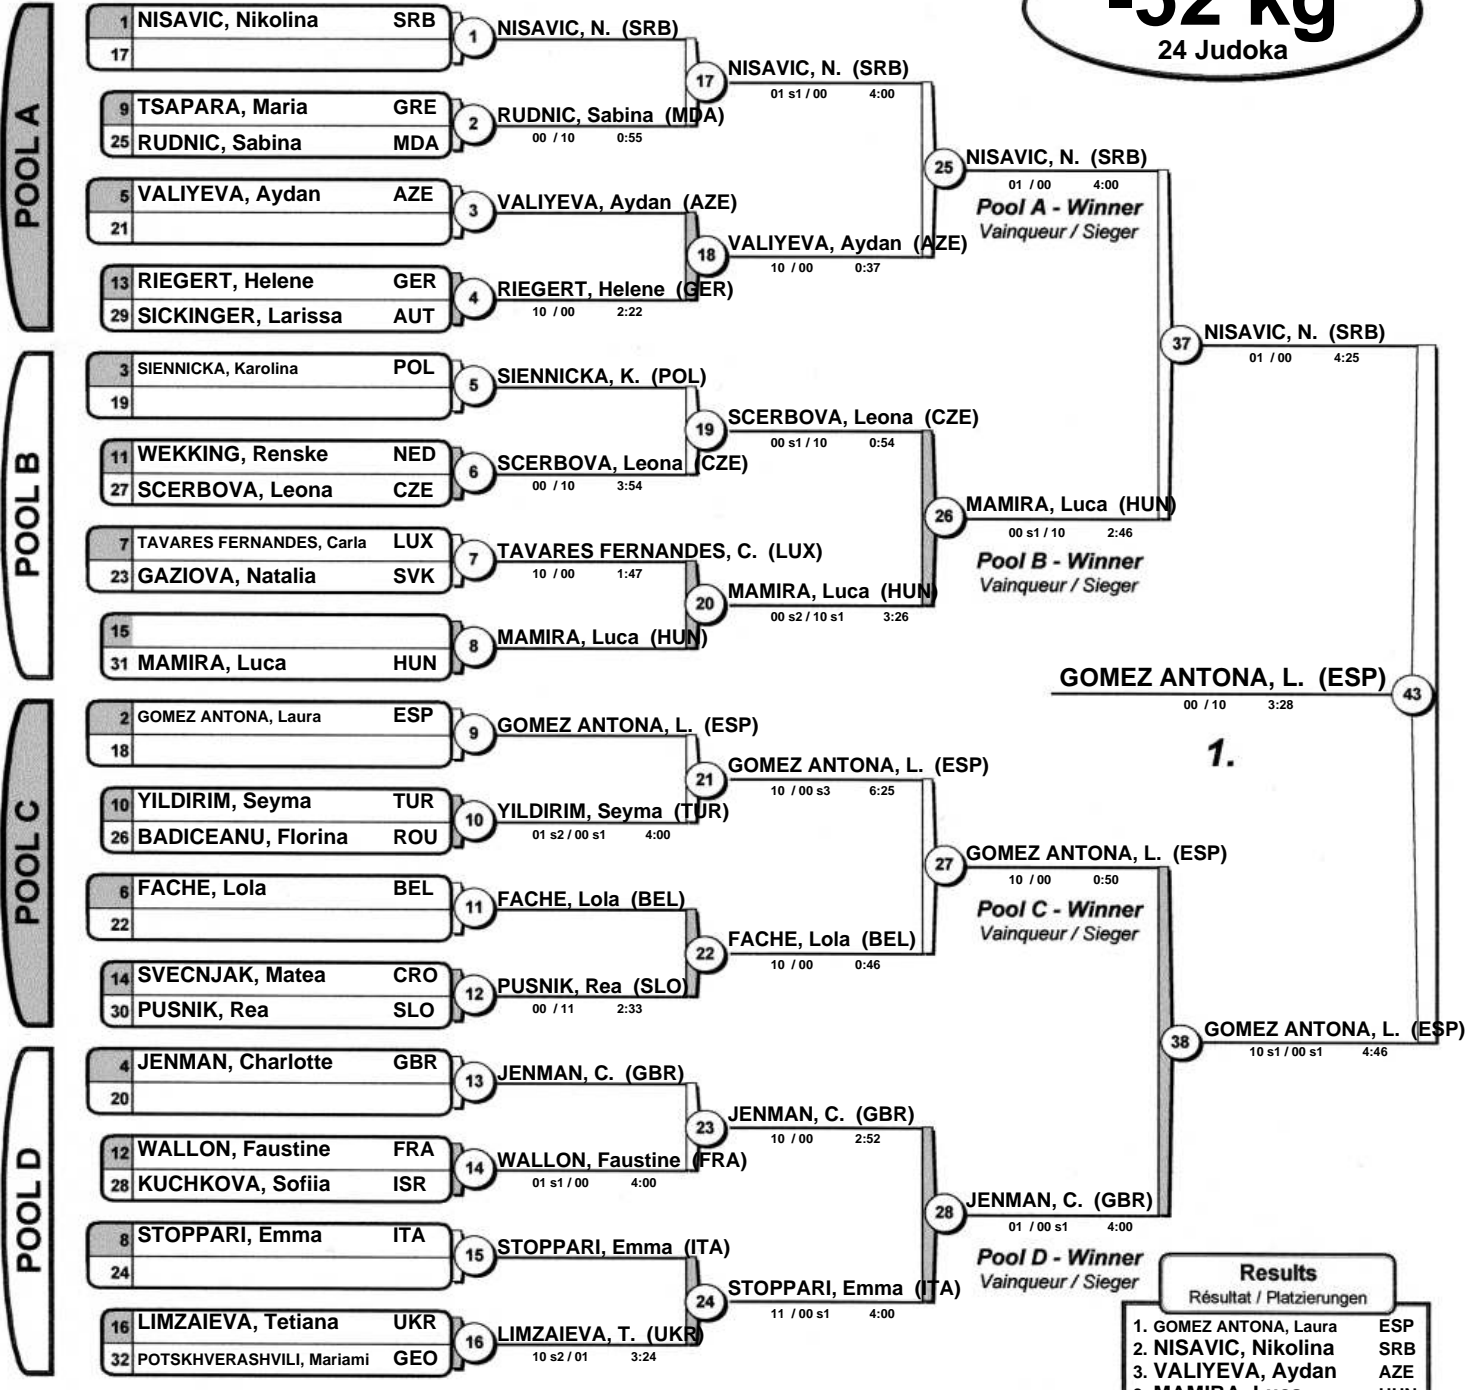 -52 kg
24 Judoka
POOL A
1 NISAVIC, Nikolina SRB
17
9 TSAPARA, Maria GRE
25 RUDNIC, Sabina MDA
5 VALIYEVA, Aydan AZE
21
13 RIEGERT, Helene GER
29 SICKINGER, Larissa AUT
POOL B
3 SIENNICKA, Karolina POL
19
11 WEKKING, Renske NED
27 SCERBOVA, Leona CZE
7 TAVARES FERNANDES, Carla LUX
23 GAZIOVA, Natalia SVK
15
31 MAMIRA, Luca HUN
POOL C
2 GOMEZ ANTONA, Laura ESP
18
10 YILDIRIM, Seyma TUR
26 BADICEANU, Florina ROU
6 FACHE, Lola BEL
22
14 SVECNJAK, Matea CRO
30 PUSNIK, Rea SLO
POOL D
4 JENMAN, Charlotte GBR
20
12 WALLON, Faustine FRA
28 KUCHKOVA, Sofiia ISR
8 STOPPARI, Emma ITA
24
16 LIMZAIEVA, Tetiana UKR
32 POTSKHVERASHVILI, Mariami GEO
1 NISAVIC, N. (SRB)
2 RUDNIC, Sabina (MDA)
00 / 10 0:55
3 VALIYEVA, Aydan (AZE)
4 RIEGERT, Helene (GER)
10 / 00 2:22
5 SIENNICKA, K. (POL)
6 SCERBOVA, Leona (CZE)
00 / 10 3:54
7 TAVARES FERNANDES, C. (LUX)
10 / 00 1:47
8 MAMIRA, Luca (HUN)
9 GOMEZ ANTONA, L. (ESP)
10 YILDIRIM, Seyma (TUR)
01 s2 / 00 s1 4:00
11 FACHE, Lola (BEL)
12 PUSNIK, Rea (SLO)
00 / 11 2:33
13 JENMAN, C. (GBR)
14 WALLON, Faustine (FRA)
01 s1 / 00 4:00
15 STOPPARI, Emma (ITA)
16 LIMZAIEVA, T. (UKR)
10 s2 / 01 3:24
17 NISAVIC, N. (SRB)
01 s1 / 00 4:00
18 VALIYEVA, Aydan (AZE)
10 / 00 0:37
19 SCERBOVA, Leona (CZE)
00 s1 / 10 0:54
20 MAMIRA, Luca (HUN)
00 s2 / 10 s1 3:26
21 GOMEZ ANTONA, L. (ESP)
10 / 00 s3 6:25
22 FACHE, Lola (BEL)
10 / 00 0:46
23 JENMAN, C. (GBR)
10 / 00 2:52
24 STOPPARI, Emma (ITA)
11 / 00 s1 4:00
25 NISAVIC, N. (SRB)
01 / 00 4:00
Pool A - Winner
Vainqueur / Sieger
26 MAMIRA, Luca (HUN)
00 s1 / 10 2:46
Pool B - Winner
Vainqueur / Sieger
27 GOMEZ ANTONA, L. (ESP)
10 / 00 0:50
Pool C - Winner
Vainqueur / Sieger
28 JENMAN, C. (GBR)
01 / 00 s1 4:00
Pool D - Winner
Vainqueur / Sieger
37 NISAVIC, N. (SRB)
01 / 00 4:25
38 GOMEZ ANTONA, L. (ESP)
10 s1 / 00 s1 4:46
GOMEZ ANTONA, L. (ESP) 43
00 / 10 3:28
1.
Results
Résultat / Platzierungen
1. GOMEZ ANTONA, Laura ESP
2. NISAVIC, Nikolina SRB
3. VALIYEVA, Aydan AZE
3. MAMIRA, Luca HUN